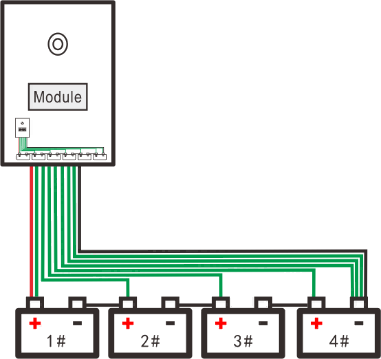 Module
+ - + - + - + -
1# 2# 3# 4#